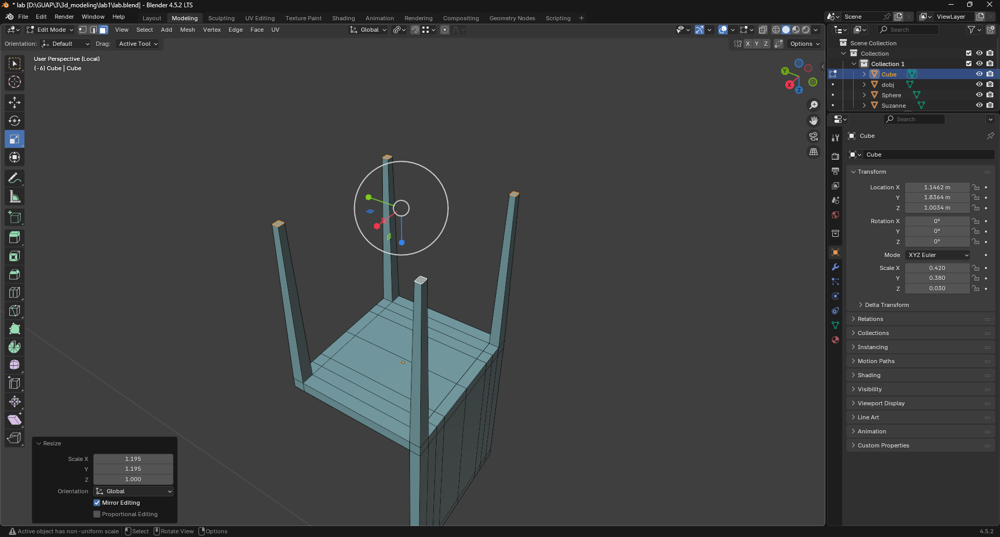 * lab [D:\GUAP\3\3d_modeling\lab1\lab.blend] - Blender 4.5.2 LTS
File Edit Render Window Help
Layout Modeling Sculpting UV Editing Texture Paint Shading Animation Rendering Compositing Geometry Nodes Scripting +
Scene
ViewLayer
Edit Mode
View Select Add Mesh Vertex Edge Face UV
Global
Search
Orientation: Default Drag: Active Tool
X Y Z Options
User Perspective (Local)
(-6) Cube | Cube
Y
X
Z
Scene Collection
Collection
Collection 1
Cube
dobj
Sphere
Suzanne
Search
Cube
Cube
Transform
Location X 1.1462 m
Y 1.8364 m
Z 1.0034 m
Rotation X 0°
Y 0°
Z 0°
Mode XYZ Euler
Scale X 0.420
Y 0.380
Z 0.030
Delta Transform
Relations
Collections
Instancing
Motion Paths
Shading
Visibility
Viewport Display
Line Art
Animation
Custom Properties
Resize
Scale X 1.195
Y 1.195
Z 1.000
Orientation Global
Mirror Editing
Proportional Editing
Active object has non-uniform scale Select Rotate View Options
4.5.2